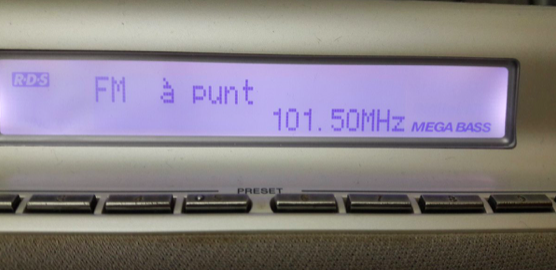 R·D·S FM à punt
101.50MHz MEGA BASS
PRESET